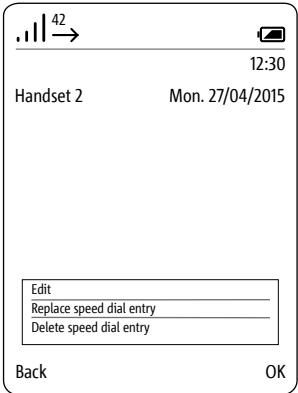 42
12:30
Handset 2 Mon. 27/04/2015
Edit
Replace speed dial entry
Delete speed dial entry
Back OK